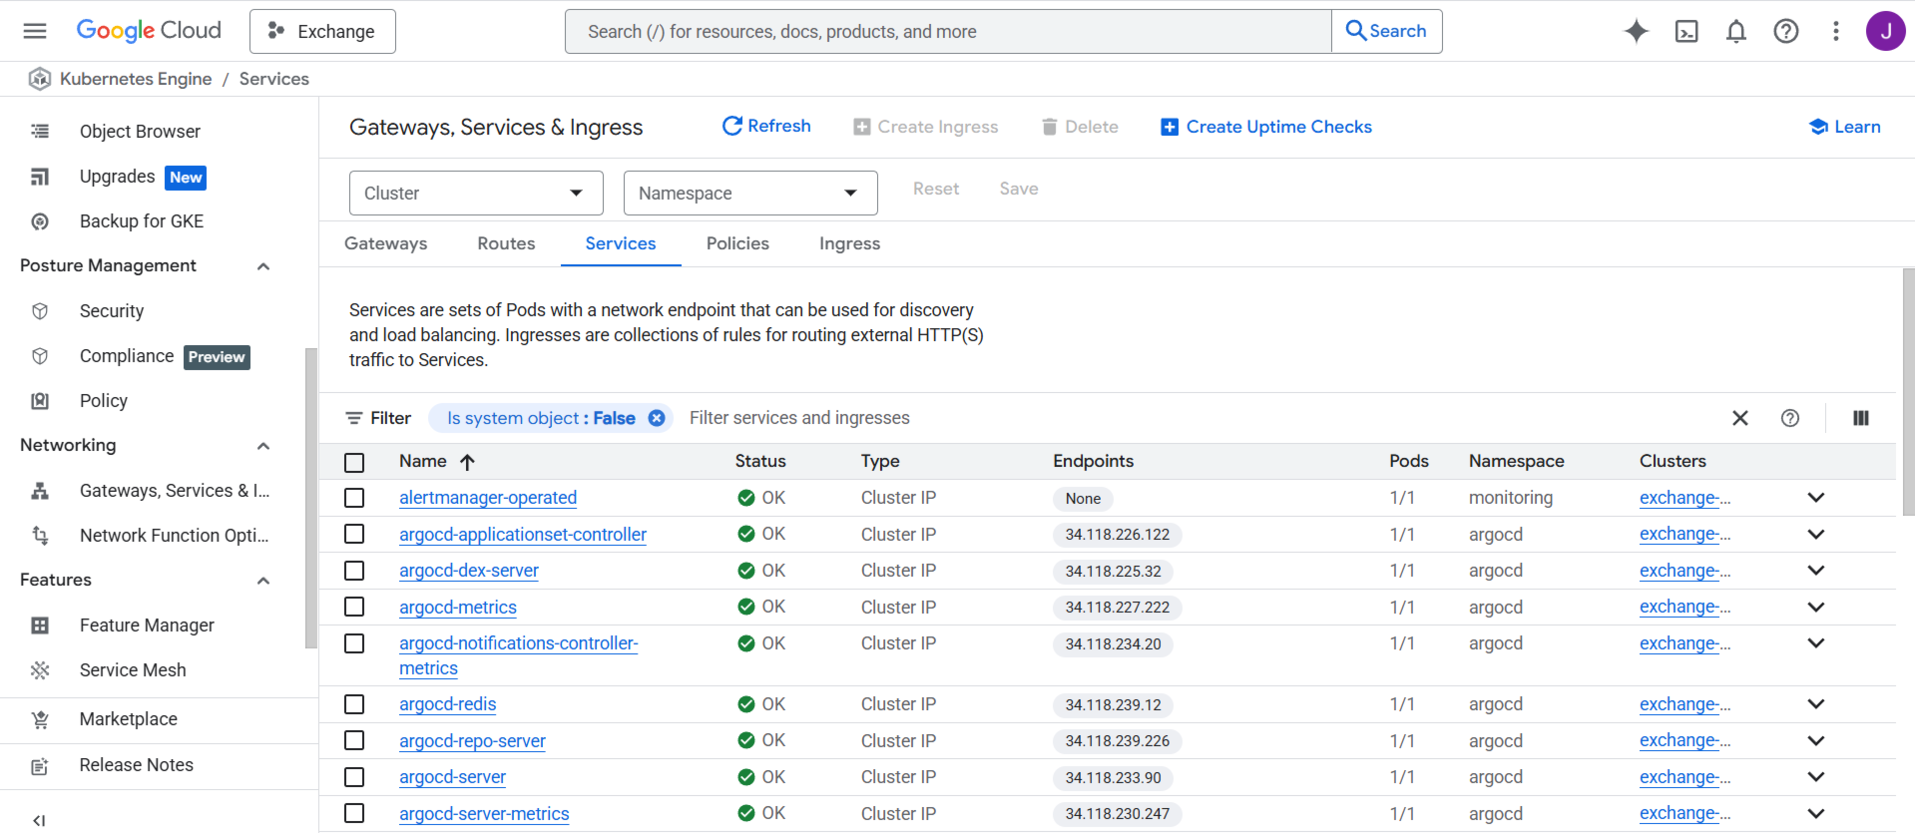 Google Cloud
Exchange
Search (/) for resources, docs, products, and more
Search
J
Kubernetes Engine / Services
Object Browser
Upgrades New
Backup for GKE
Posture Management
Security
Compliance Preview
Policy
Networking
Gateways, Services & I...
Network Function Opti...
Features
Feature Manager
Service Mesh
Marketplace
Release Notes
Gateways, Services & Ingress
Refresh
Create Ingress
Delete
Create Uptime Checks
Learn
Cluster
Namespace
Reset
Save
Gateways
Routes
Services
Policies
Ingress
Services are sets of Pods with a network endpoint that can be used for discovery
and load balancing. Ingresses are collections of rules for routing external HTTP(S)
traffic to Services.
Filter
Is system object : False
Filter services and ingresses
Name Status Type Endpoints Pods Namespace Clusters
alertmanager-operated OK Cluster IP None 1/1 monitoring exchange-...
argocd-applicationset-controller OK Cluster IP 34.118.226.122 1/1 argocd exchange-...
argocd-dex-server OK Cluster IP 34.118.225.32 1/1 argocd exchange-...
argocd-metrics OK Cluster IP 34.118.227.222 1/1 argocd exchange-...
argocd-notifications-controller- OK Cluster IP 34.118.234.20 1/1 argocd exchange-...
metrics
argocd-redis OK Cluster IP 34.118.239.12 1/1 argocd exchange-...
argocd-repo-server OK Cluster IP 34.118.239.226 1/1 argocd exchange-...
argocd-server OK Cluster IP 34.118.233.90 1/1 argocd exchange-...
argocd-server-metrics OK Cluster IP 34.118.230.247 1/1 argocd exchange-...